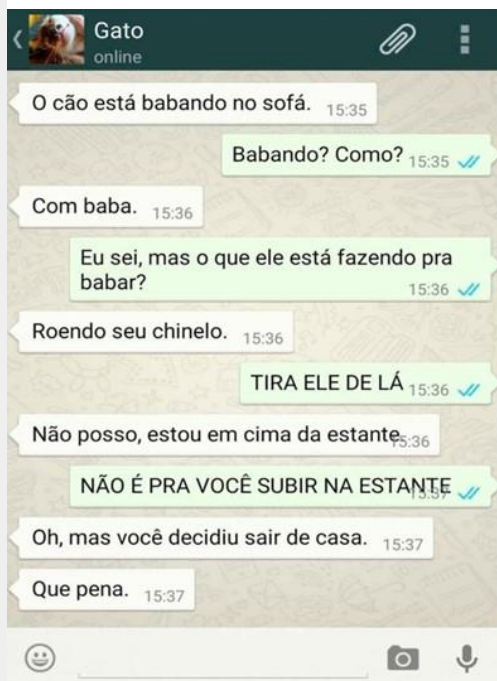 Gato
online
O cão está babando no sofá. 15:35
Babando? Como? 15:35
Com baba. 15:36
Eu sei, mas o que ele está fazendo pra
babar? 15:36
Roendo seu chinelo. 15:36
TIRA ELE DE LÁ 15:36
Não posso, estou em cima da estante. 15:36
NÃO É PRA VOCÊ SUBIR NA ESTANTE 15:37
Oh, mas você decidiu sair de casa. 15:37
Que pena. 15:37